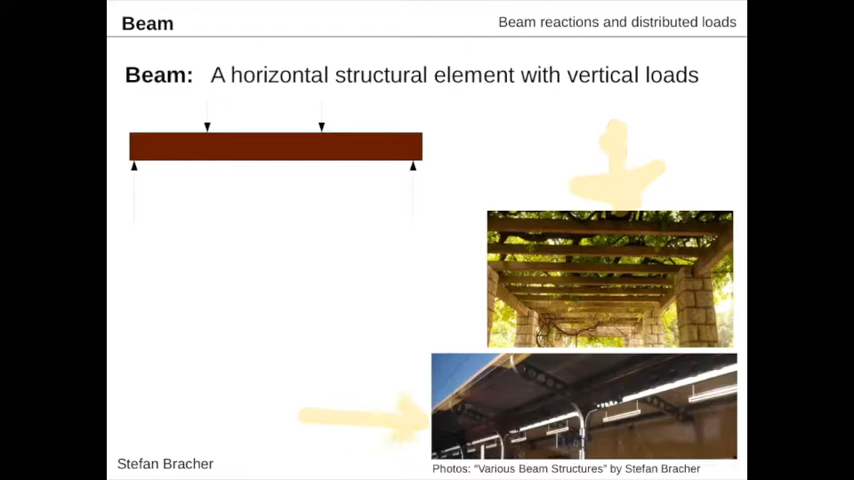 Beam
Beam reactions and distributed loads
Beam: A horizontal structural element with vertical loads
Stefan Bracher
Photos: "Various Beam Structures" by Stefan Bracher